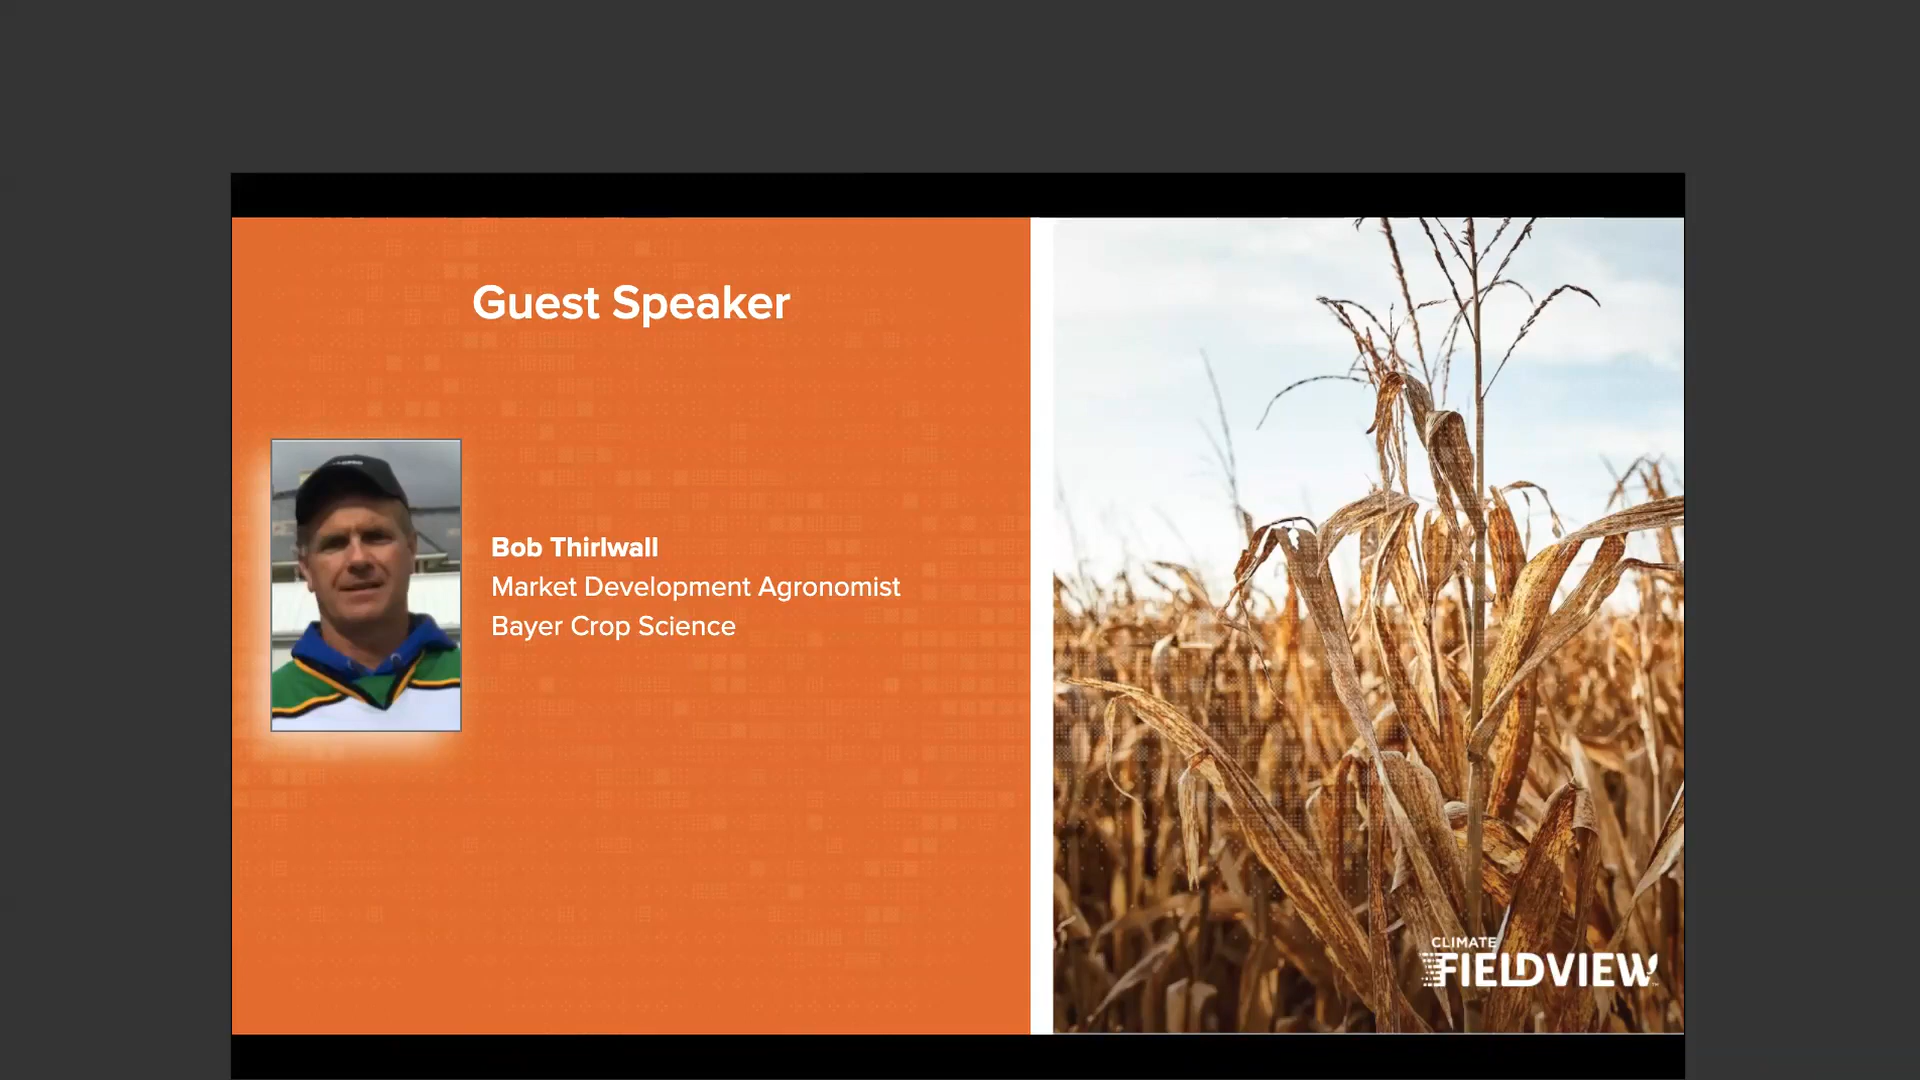 Guest Speaker
Bob Thirlwall
Market Development Agronomist
Bayer Crop Science
CLIMATE
FIELDVIEW